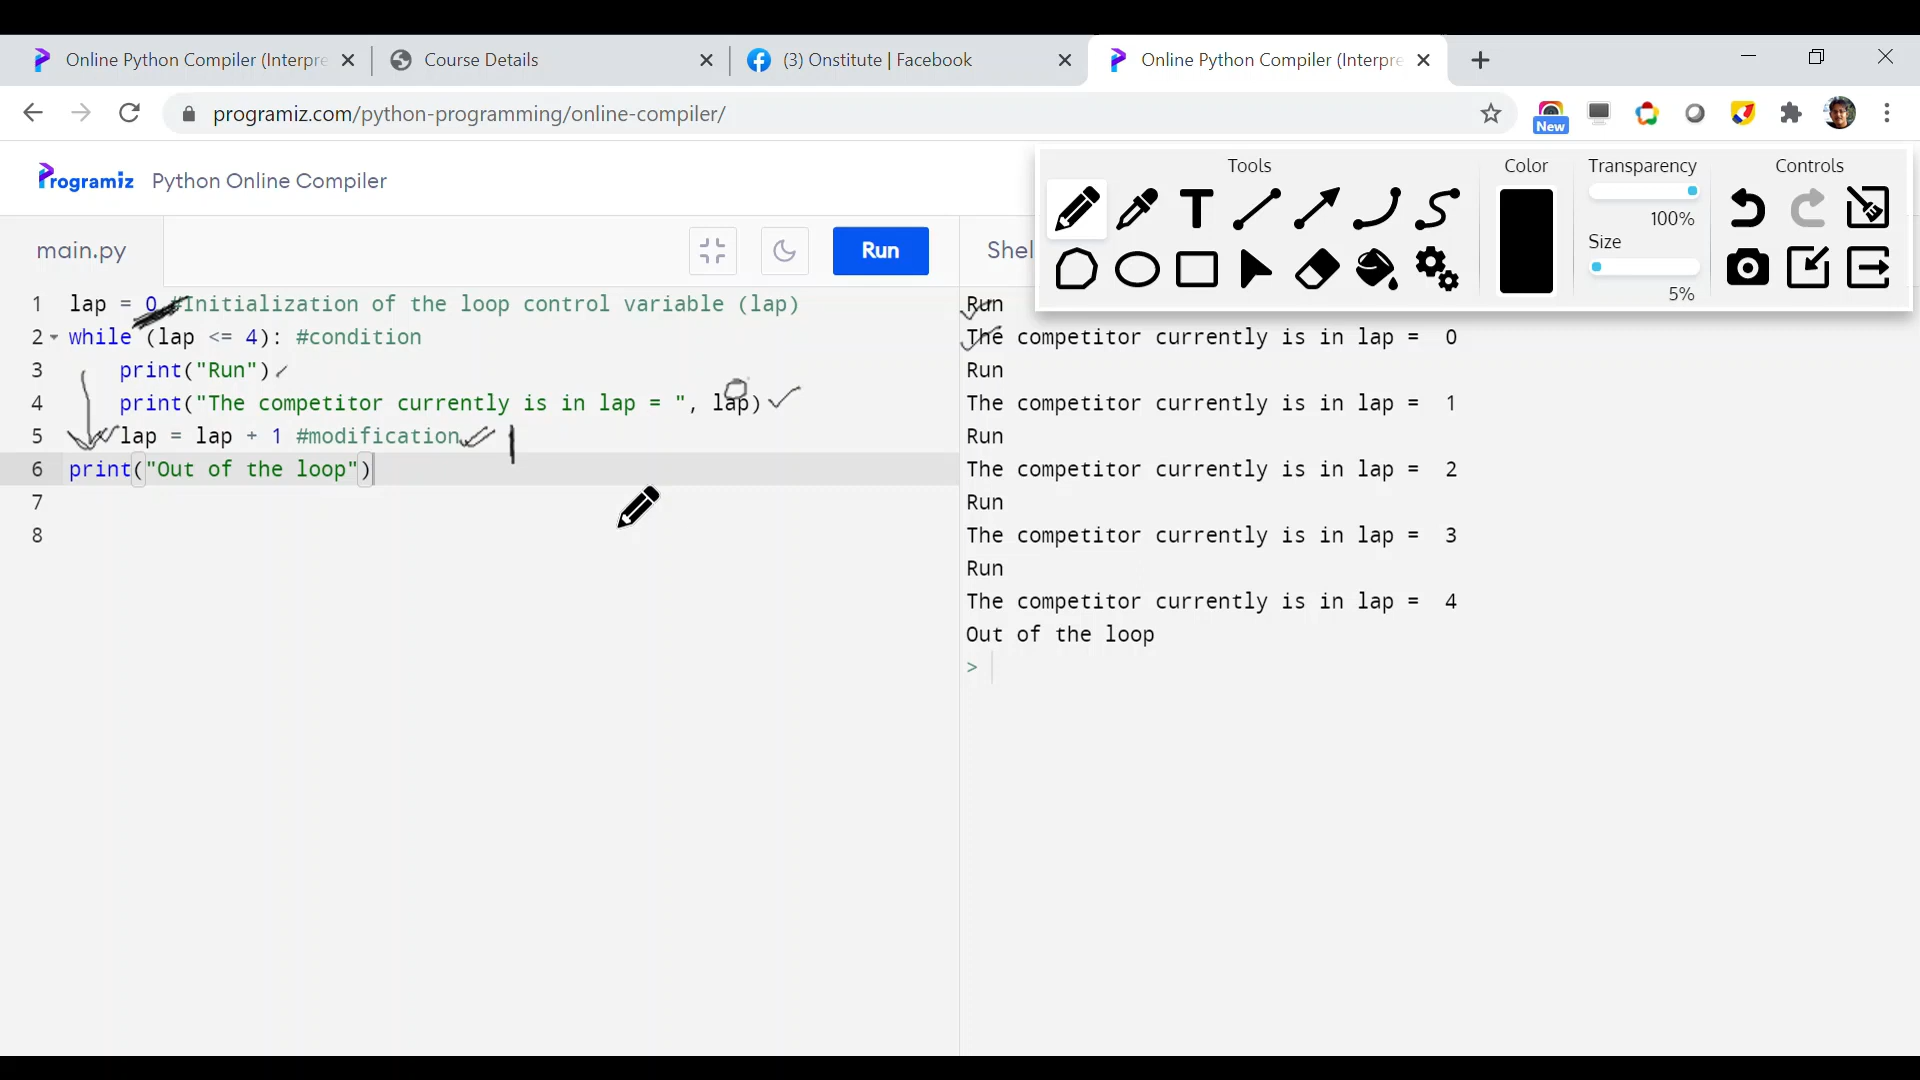 Online Python Compiler (Interpre
Course Details
(3) Onstitute | Facebook
Online Python Compiler (Interpre
programiz.com/python-programming/online-compiler/
New
Programiz Python Online Compiler
Tools
Color
Transparency
Controls
100%
Size
5%
main.py
Run
Shel
1 lap = 0 #Initialization of the loop control variable (lap)
2 while (lap <= 4): #condition
3 print("Run")
4 print("The competitor currently is in lap = ", lap)
0
5 lap = lap + 1 #modification
1
6 print("Out of the loop")
7
8
Run
The competitor currently is in lap =  0
Run
The competitor currently is in lap =  1
Run
The competitor currently is in lap =  2
Run
The competitor currently is in lap =  3
Run
The competitor currently is in lap =  4
Out of the loop
>